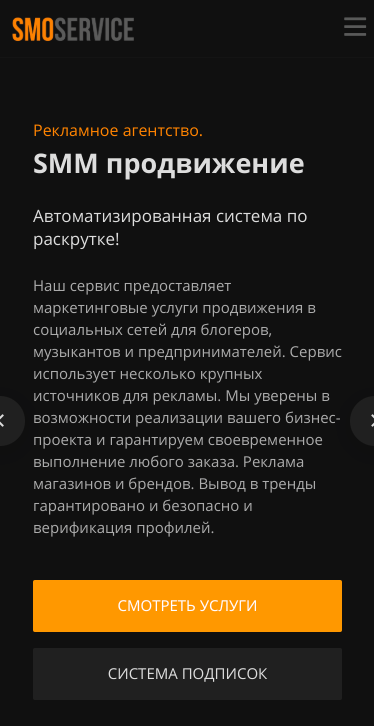 SMOSERVICE
Рекламное агентство.
SMM продвижение
Автоматизированная система по
раскрутке!
Наш сервис предоставляет
маркетинговые услуги продвижения в
социальных сетей для блогеров,
музыкантов и предпринимателей. Сервис
использует несколько крупных
источников для рекламы. Мы уверены в
возможности реализации вашего бизнес-
проекта и гарантируем своевременное
выполнение любого заказа. Реклама
магазинов и брендов. Вывод в тренды
гарантировано и безопасно и
верификация профилей.
СМОТРЕТЬ УСЛУГИ
СИСТЕМА ПОДПИСОК